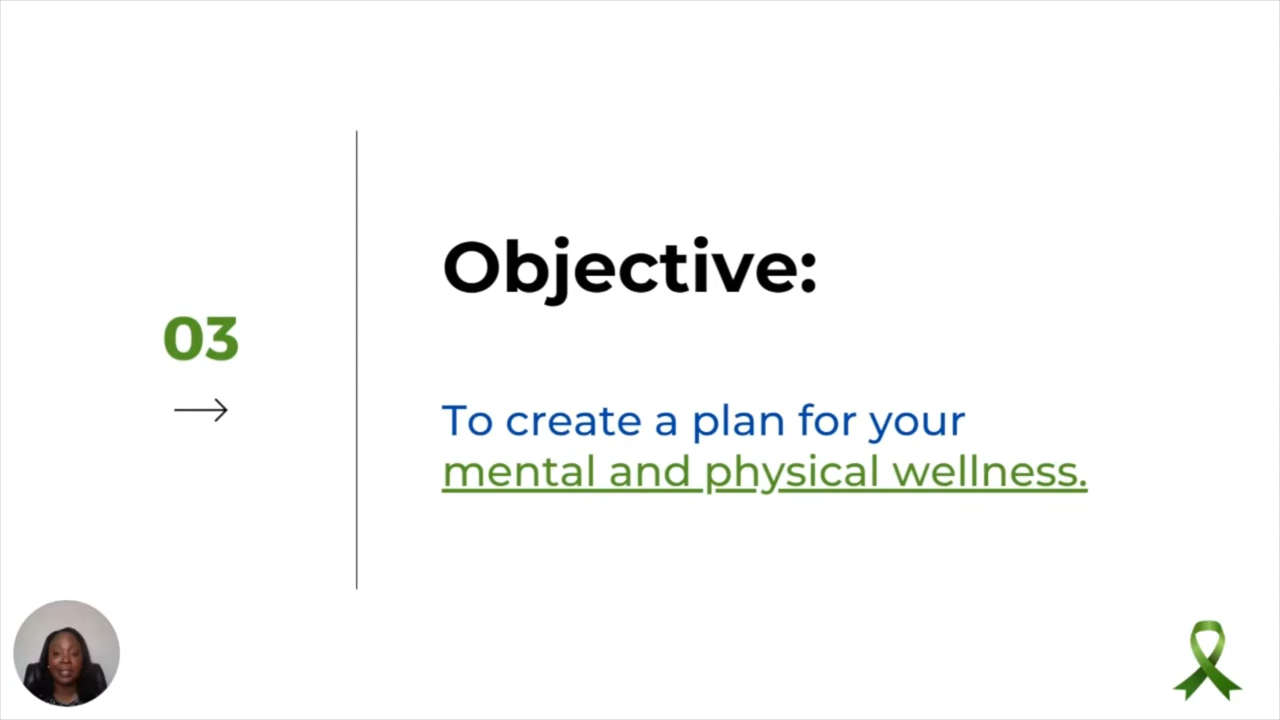 03
Objective:
To create a plan for your
mental and physical wellness.